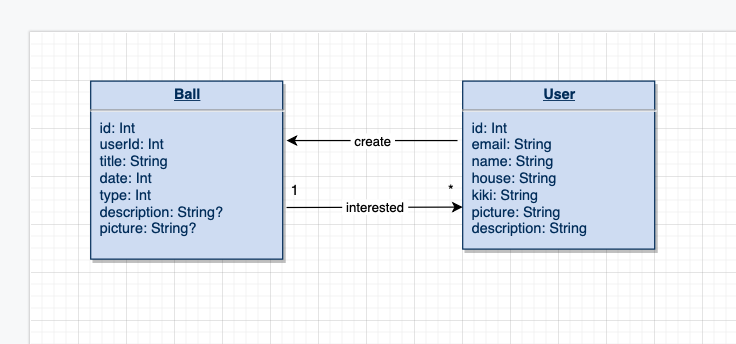 Ball
id: Int
userId: Int
title: String
date: Int
type: Int
description: String?
picture: String?
create
1
*
interested
User
id: Int
email: String
name: String
house: String
kiki: String
picture: String
description: String